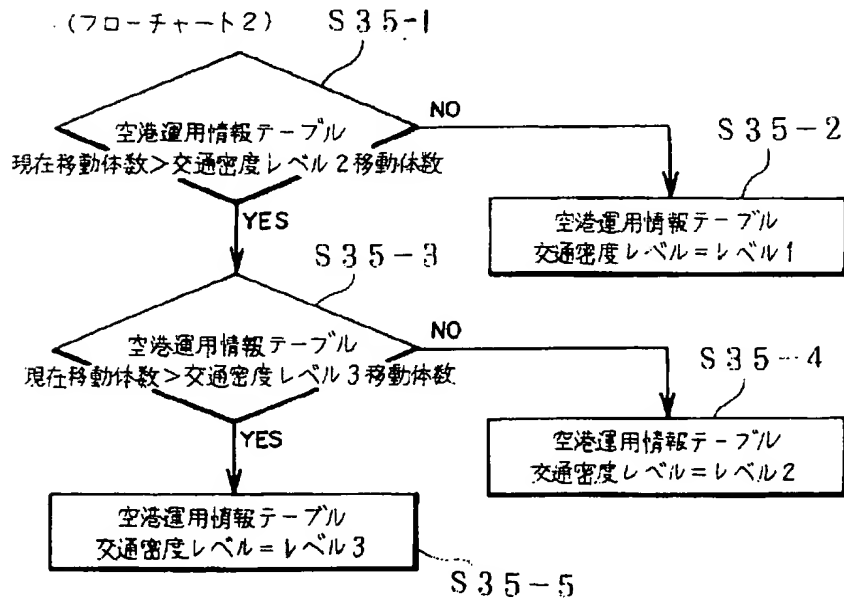 (フローチャート2)
S35-1
空港運用情報テーブル
現在移動体数>交通密度レベル2移動体数
NO
YES
S35-2
空港運用情報テーブル
交通密度レベル=レベル1
S35-3
空港運用情報テーブル
現在移動体数>交通密度レベル3移動体数
NO
YES
S35-4
空港運用情報テーブル
交通密度レベル=レベル2
空港運用情報テーブル
交通密度レベル=レベル3
S35-5